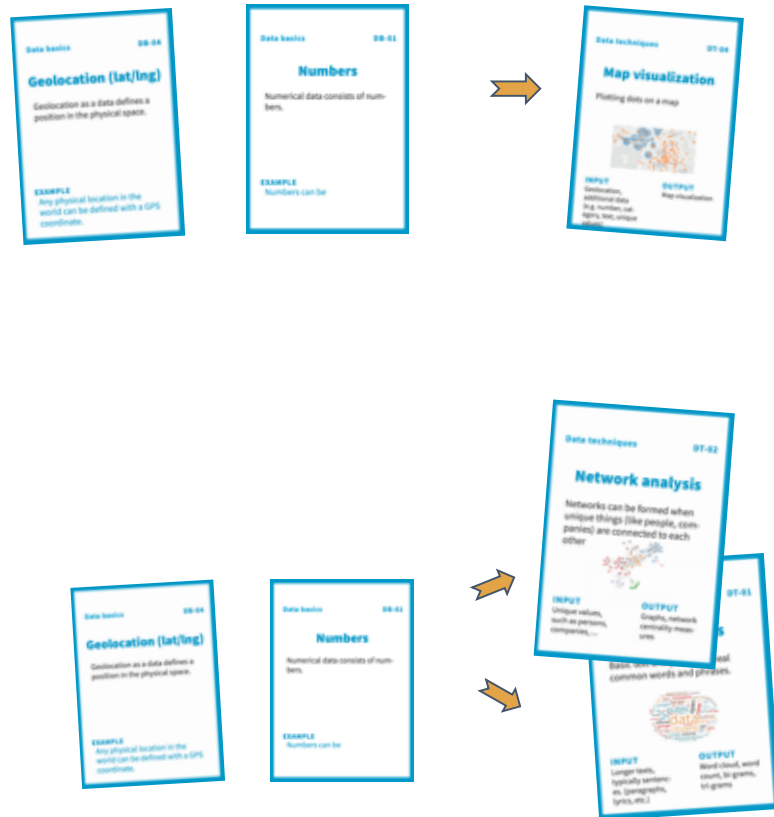 Data basics DB-04
Geolocation (lat/lng)
Geolocation as a data defines a
position in the physical space.
EXAMPLE
Any physical location in the
world can be defined with a GPS
coordinate.
Data basics DB-01
Numbers
Numerical data consists of num-
bers.
EXAMPLE
Numbers can be
Data techniques DT-04
Map visualization
Plotting dots on a map
INPUT
Geolocation,
additional data
(e.g. number, cat-
egory, text, unique
values)
OUTPUT
Map visualization
Data basics DB-04
Geolocation (lat/lng)
Geolocation as a data defines a
position in the physical space.
EXAMPLE
Any physical location in the
world can be defined with a GPS
coordinate.
Data basics DB-01
Numbers
Numerical data consists of num-
bers.
EXAMPLE
Numbers can be
Data techniques DT-02
Network analysis
Networks can be formed when
unique things (like people, com-
panies) are connected to each
other
INPUT
Unique values,
such as persons,
companies, ...
OUTPUT
Graphs, network
centrality meas-
ures
DT-01
s
Basic text
common words and phrases.
data
INPUT
Longer texts,
typically sentenc-
es. (paragraphs,
lyrics, etc.)
OUTPUT
Word cloud, word
count, bi-grams,
tri-grams